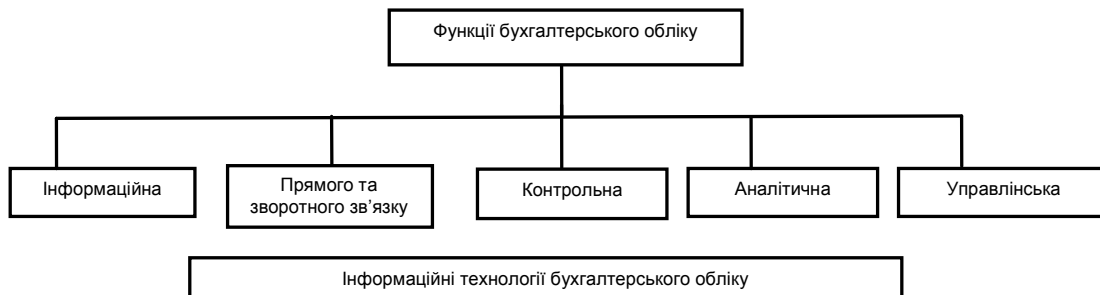 Функції бухгалтерського обліку
Інформаційна
Прямого та
зворотного зв’язку
Контрольна
Аналітична
Управлінська
Інформаційні технології бухгалтерського обліку